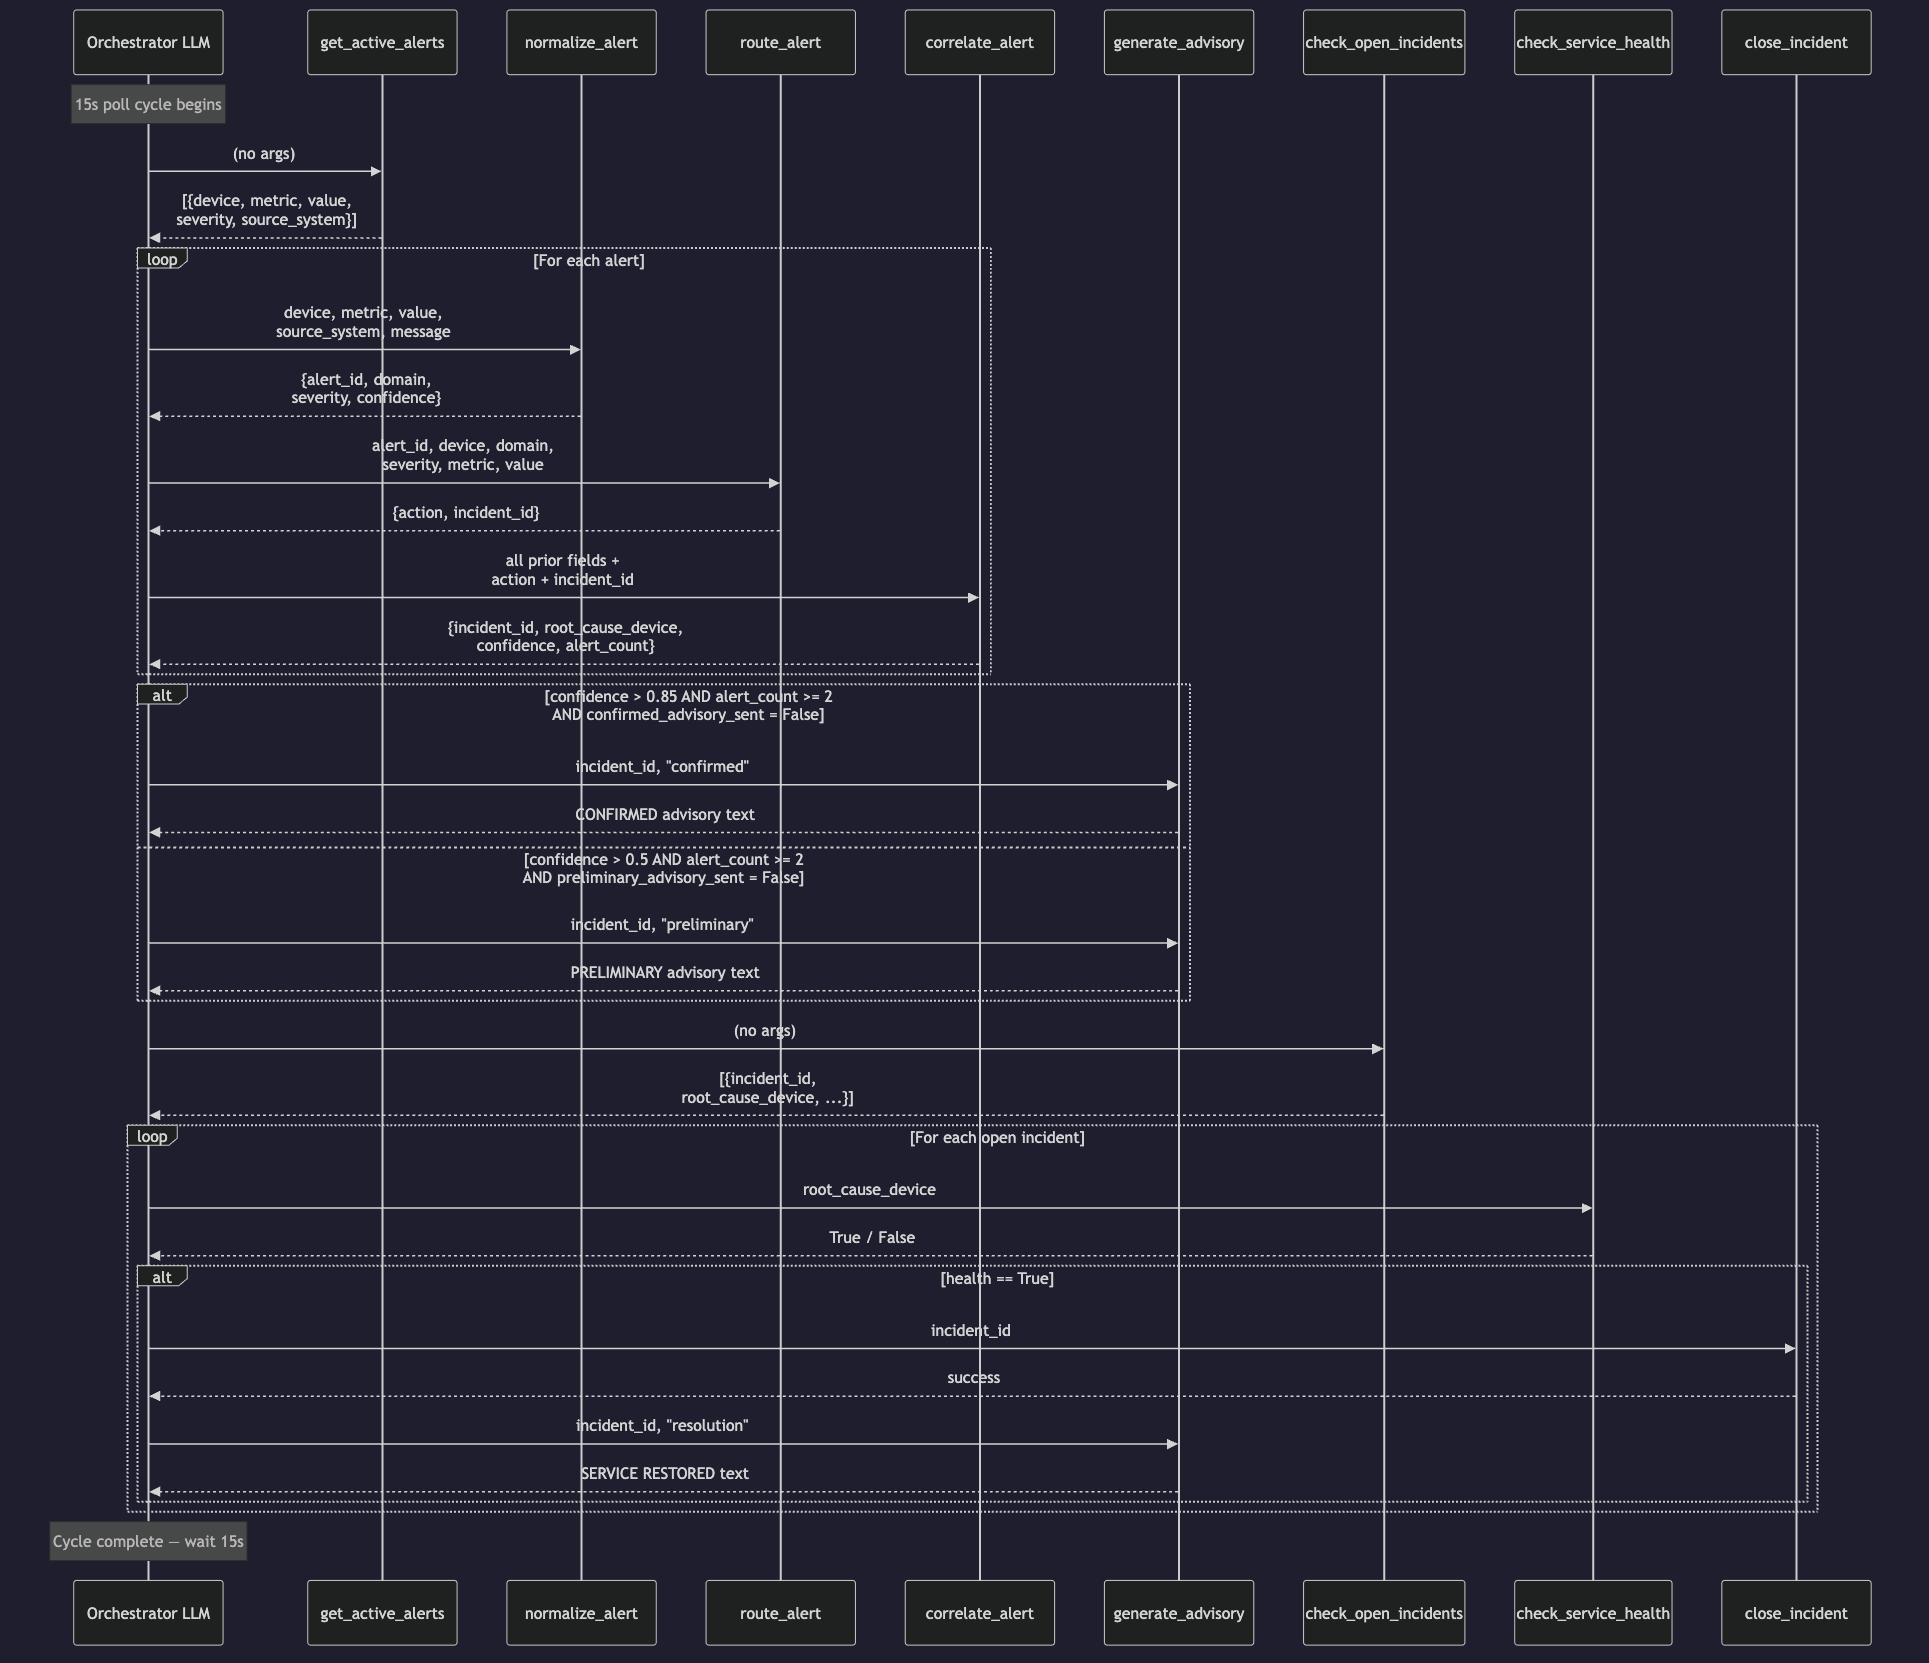 Orchestrator LLM
get_active_alerts
normalize_alert
route_alert
correlate_alert
generate_advisory
check_open_incidents
check_service_health
close_incident
15s poll cycle begins
(no args)
[{device, metric, value,
severity, source_system}]
loop
[For each alert]
device, metric, value,
source_system, message
{alert_id, domain,
severity, confidence}
alert_id, device, domain,
severity, metric, value
{action, incident_id}
all prior fields +
action + incident_id
{incident_id, root_cause_device,
confidence, alert_count}
alt
[confidence > 0.85 AND alert_count >= 2
AND confirmed_advisory_sent = False]
incident_id, "confirmed"
CONFIRMED advisory text
[confidence > 0.5 AND alert_count >= 2
AND preliminary_advisory_sent = False]
incident_id, "preliminary"
PRELIMINARY advisory text
(no args)
[{incident_id,
root_cause_device, ...}]
loop
[For each open incident]
root_cause_device
True / False
alt
[health == True]
incident_id
success
incident_id, "resolution"
SERVICE RESTORED text
Cycle complete — wait 15s
Orchestrator LLM
get_active_alerts
normalize_alert
route_alert
correlate_alert
generate_advisory
check_open_incidents
check_service_health
close_incident